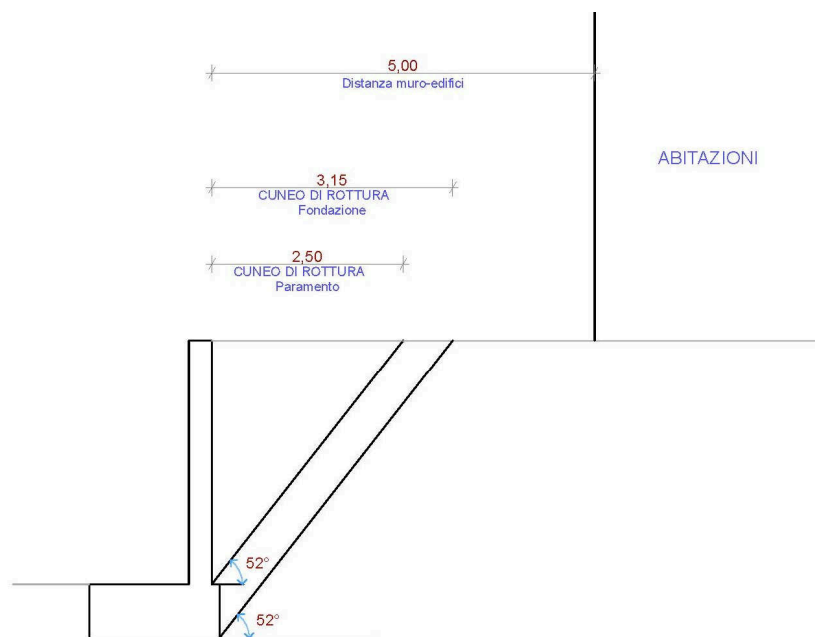 5,00
Distanza muro-edifici
ABITAZIONI
3,15
CUNEO DI ROTTURA
Fondazione
2,50
CUNEO DI ROTTURA
Paramento
52°
52°